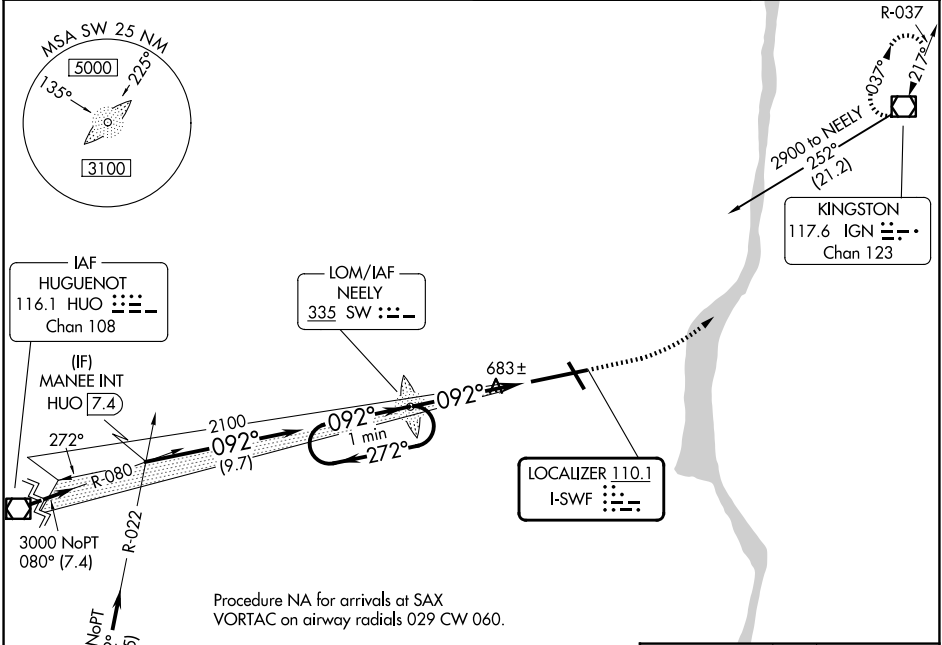 MSA SW 25 NM
5000
135°
225°
3100
R-037
037°
217°
2900 to NEELY
252°
(21.2)
KINGSTON
117.6 IGN
Chan 123
IAF
HUGUENOT
116.1 HUO
Chan 108
LOM/IAF
NEELY
335 SW
(IF)
MANEE INT
HUO 7.4
683±
2100
092°
092°
092°
1 min
272°
272°
R-080
(9.7)
LOCALIZER 110.1
I-SWF
3000 NoPT
080° (7.4)
R-022
NoPT
Procedure NA for arrivals at SAX
VORTAC on airway radials 029 CW 060.